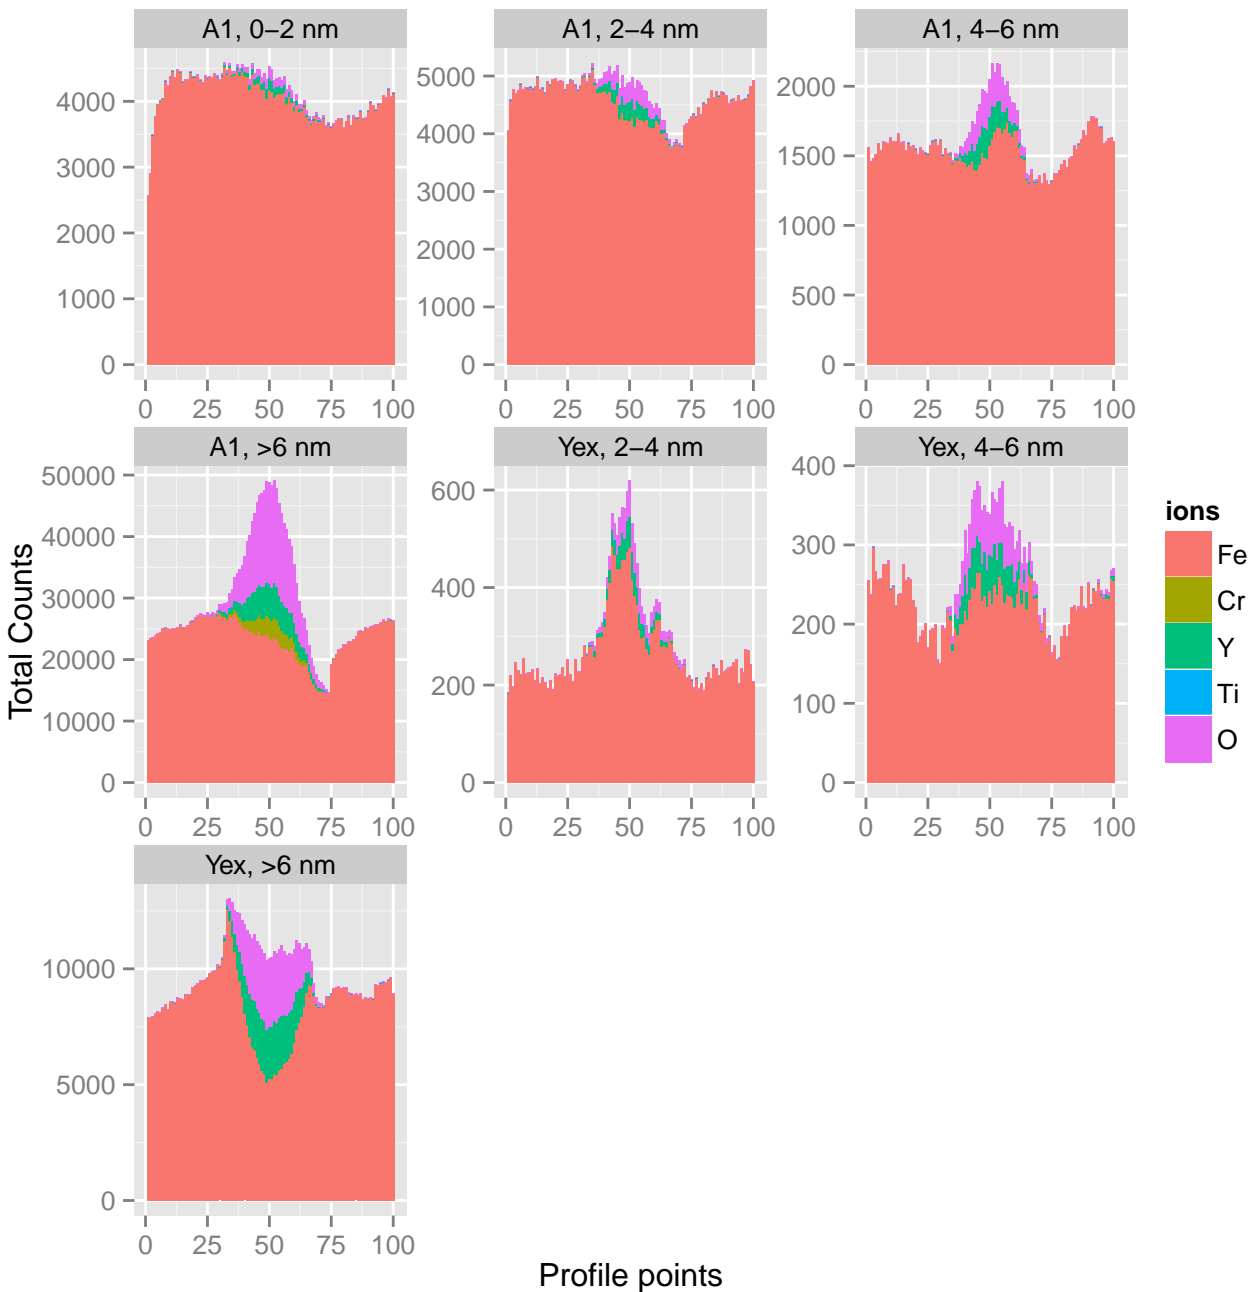 A1, 0−2 nm
A1, 2−4 nm
A1, 4−6 nm
4000
3000
2000
1000
0
0 25 50 75 100
5000
4000
3000
2000
1000
0
0 25 50 75 100
2000
1500
1000
500
0
0 25 50 75 100
A1, >6 nm
Yex, 2−4 nm
Yex, 4−6 nm
50000
40000
30000
20000
10000
0
0 25 50 75 100
600
400
200
0
0 25 50 75 100
400
300
200
100
0
0 25 50 75 100
Yex, >6 nm
10000
5000
0
0 25 50 75 100
Total Counts
Profile points
ions
Fe
Cr
Y
Ti
O